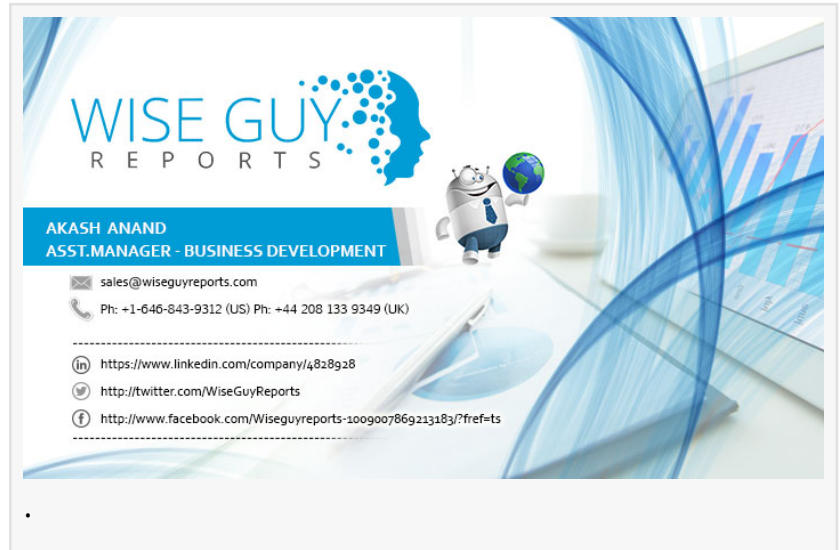 WISE GUY
REPORTS
AKASH ANAND
ASST.MANAGER - BUSINESS DEVELOPMENT
sales@wiseguyreports.com
Ph: +1-646-843-9312 (US) Ph: +44 208 133 9349 (UK)
in https://www.linkedin.com/company/4828928
http://twitter.com/WiseGuyReports
f http://www.facebook.com/Wiseguyreports-1009007869213183/?fref=ts
.